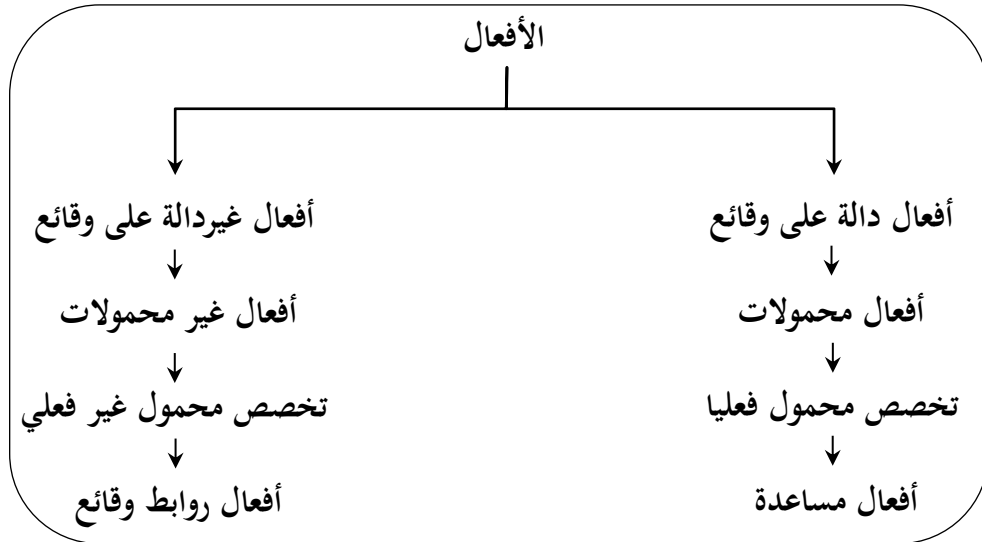 الأفعال
أفعال دالة على وقائع
أفعال غيردالة على وقائع
أفعال محمولات
أفعال غير محمولات
تخصص محمول فعليا
تخصص محمول غير فعلي
أفعال مساعدة
أفعال روابط وقائع